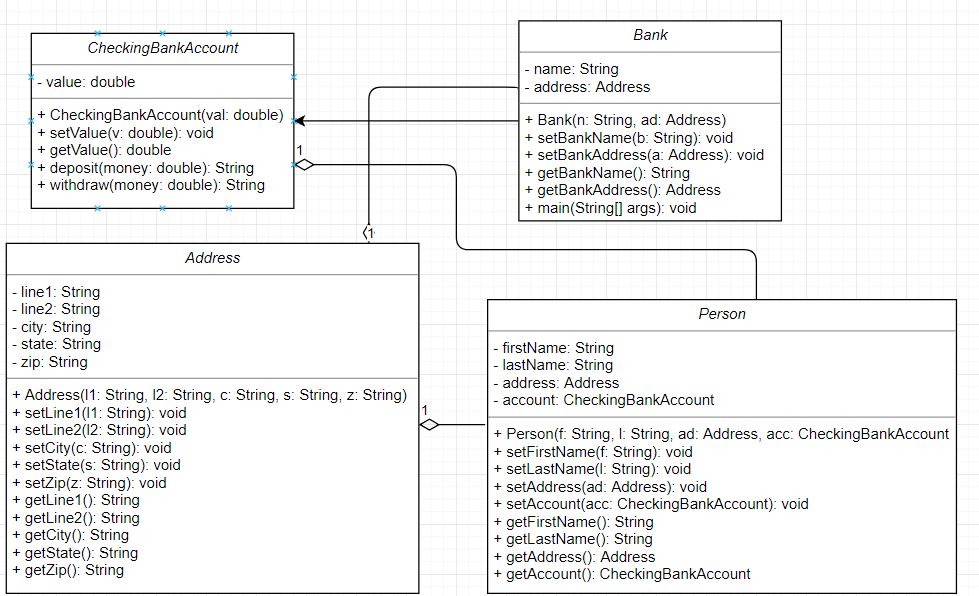 CheckingBankAccount
- value: double
+ CheckingBankAccount(val: double)
+ setValue(v: double): void
+ getValue(): double
+ deposit(money: double): String
+ withdraw(money: double): String
1
Bank
- name: String
- address: Address
+ Bank(n: String, ad: Address)
+ setBankName(b: String): void
+ setBankAddress(a: Address): void
+ getBankName(): String
+ getBankAddress(): Address
+ main(String[] args): void
1
Address
- line1: String
- line2: String
- city: String
- state: String
- zip: String
+ Address(l1: String, l2: String, c: String, s: String, z: String)
+ setLine1(l1: String): void
+ setLine2(l2: String): void
+ setCity(c: String): void
+ setState(s: String): void
+ setZip(z: String): void
+ getLine1(): String
+ getLine2(): String
+ getCity(): String
+ getState(): String
+ getZip(): String
1
Person
- firstName: String
- lastName: String
- address: Address
- account: CheckingBankAccount
+ Person(f: String, l: String, ad: Address, acc: CheckingBankAccount
+ setFirstName(f: String): void
+ setLastName(l: String): void
+ setAddress(ad: Address): void
+ setAccount(acc: CheckingBankAccount): void
+ getFirstName(): String
+ getLastName(): String
+ getAddress(): Address
+ getAccount(): CheckingBankAccount